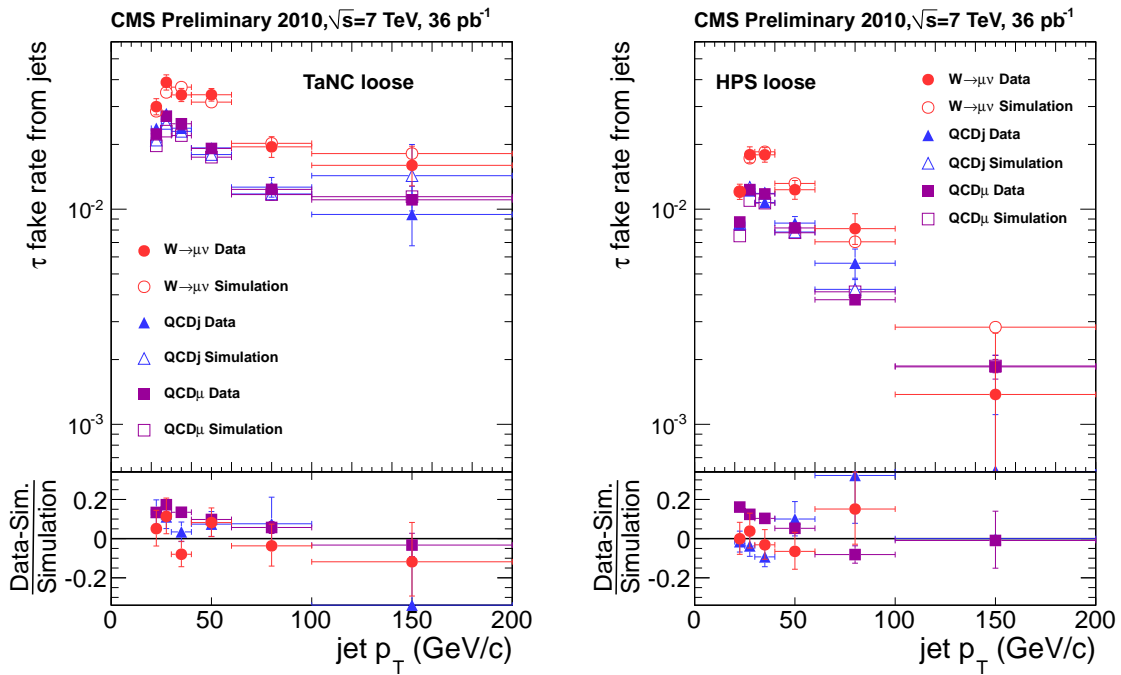 CMS Preliminary 2010,√s=7 TeV, 36 pb⁻¹
τ fake rate from jets
TaNC loose
10⁻²
10⁻³
W→μν Data
W→μν Simulation
QCDj Data
QCDj Simulation
QCDμ Data
QCDμ Simulation
Data-Sim.
Simulation
0.2
0
-0.2
0 50 100 150 200
jet p_T (GeV/c)
CMS Preliminary 2010,√s=7 TeV, 36 pb⁻¹
τ fake rate from jets
HPS loose
10⁻²
10⁻³
W→μν Data
W→μν Simulation
QCDj Data
QCDj Simulation
QCDμ Data
QCDμ Simulation
Data-Sim.
Simulation
0.2
0
-0.2
0 50 100 150 200
jet p_T (GeV/c)